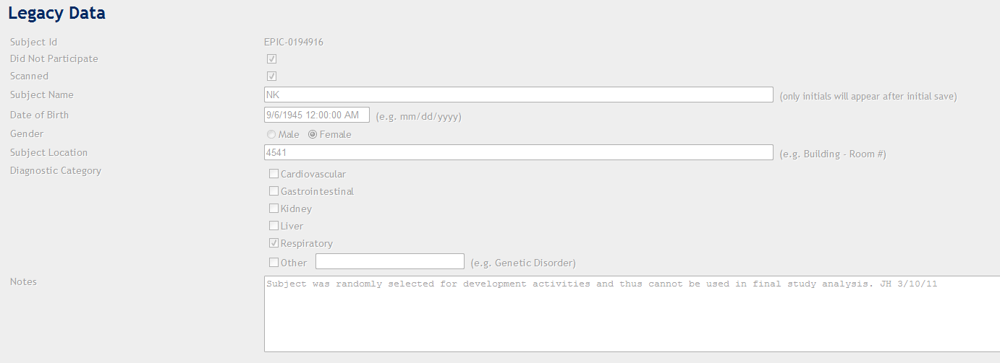 Legacy Data
Subject Id EPIC-0194916
Did Not Participate
Scanned
Subject Name NK (only initials will appear after initial save)
Date of Birth 9/6/1945 12:00:00 AM (e.g. mm/dd/yyyy)
Gender Male Female
Subject Location 4541 (e.g. Building - Room #)
Diagnostic Category
Cardiovascular
Gastrointestinal
Kidney
Liver
Respiratory
Other (e.g. Genetic Disorder)
Notes Subject was randomly selected for development activities and thus cannot be used in final study analysis. JH 3/10/11